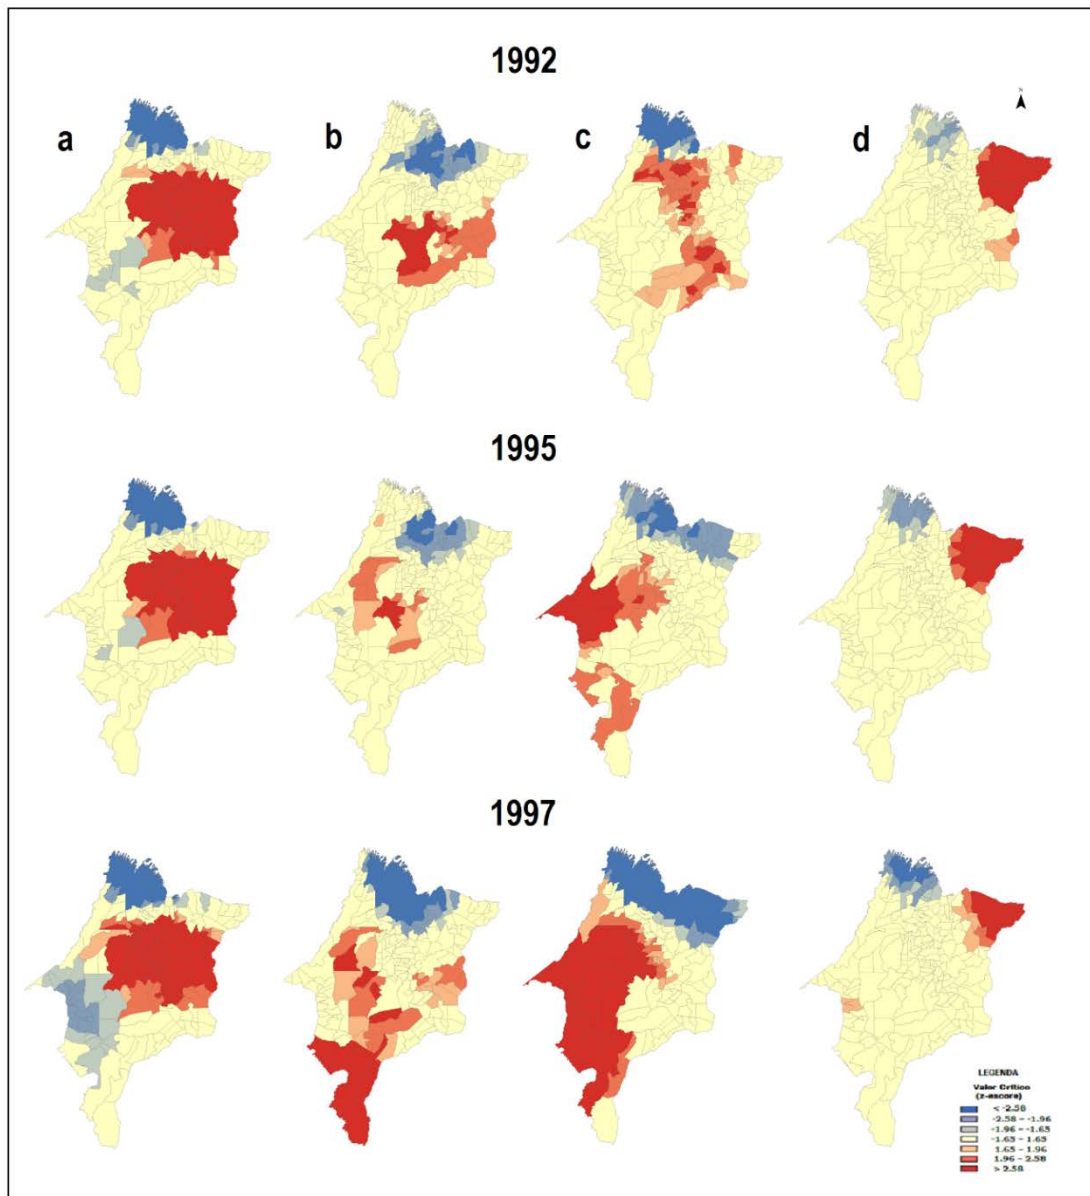 1992
N
a b c d
1995
1997
LEGENDA
Valor Crítico
(z-escore)
< -2.58
-2.58 – -1.96
-1.96 – -1.65
-1.65 – 1.65
1.65 – 1.96
1.96 – 2.58
> 2.58